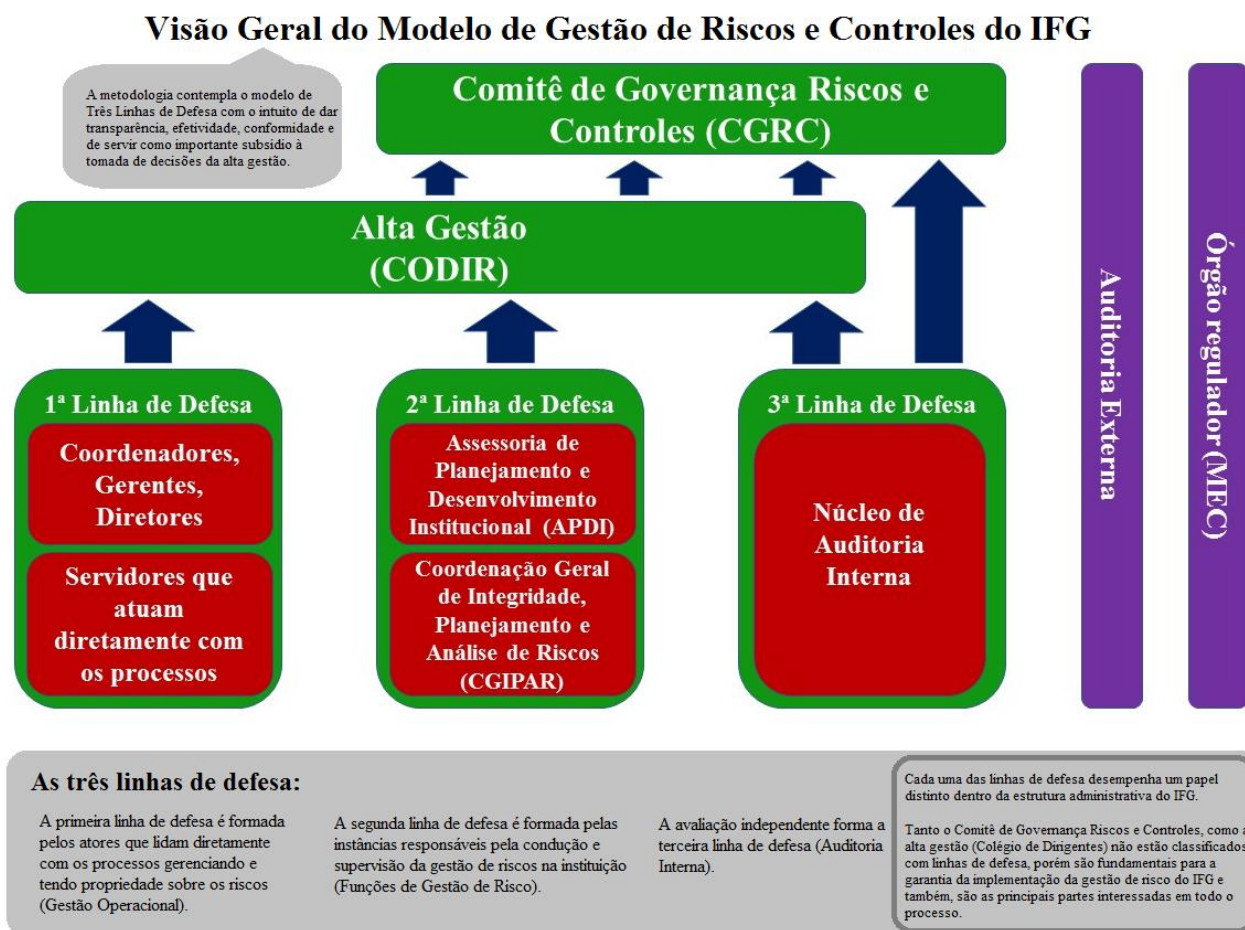 Visão Geral do Modelo de Gestão de Riscos e Controles do IFG
A metodologia contempla o modelo de
Três Linhas de Defesa com o intuito de dar
transparência, efetividade, conformidade e
de servir como importante subsídio à
tomada de decisões da alta gestão.
Comitê de Governança Riscos e
Controles (CGRC)
Alta Gestão
(CODIR)
1ª Linha de Defesa
Coordenadores,
Gerentes,
Diretores
Servidores que
atuam
diretamente com
os processos
2ª Linha de Defesa
Assessoria de
Planejamento e
Desenvolvimento
Institucional (APDI)
Coordenação Geral
de Integridade,
Planejamento e
Análise de Riscos
(CGIPAR)
3ª Linha de Defesa
Núcleo de
Auditoria
Interna
Auditoria Externa
Órgão regulador (MEC)
As três linhas de defesa:
A primeira linha de defesa é formada
pelos atores que lidam diretamente
com os processos gerenciando e
tendo propriedade sobre os riscos
(Gestão Operacional).
A segunda linha de defesa é formada pelas
instâncias responsáveis pela condução e
supervisão da gestão de riscos na instituição
(Funções de Gestão de Risco).
A avaliação independente forma a
terceira linha de defesa (Auditoria
Interna).
Cada uma das linhas de defesa desempenha um papel
distinto dentro da estrutura administrativa do IFG.
Tanto o Comitê de Governança Riscos e Controles, como a
alta gestão (Colégio de Dirigentes) não estão classificados
com linhas de defesa, porém são fundamentais para a
garantia da implementação da gestão de risco do IFG e
também, são as principais partes interessadas em todo o
processo.